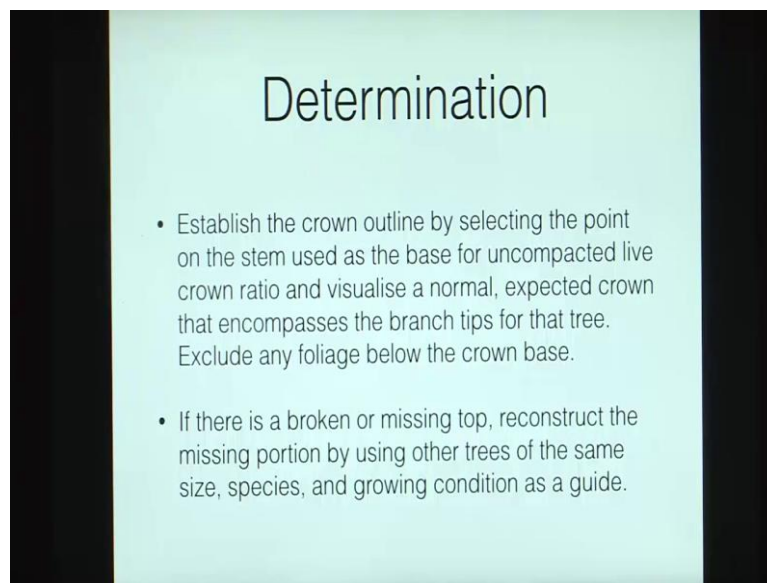 Determination
• Establish the crown outline by selecting the point
on the stem used as the base for uncompacted live
crown ratio and visualise a normal, expected crown
that encompasses the branch tips for that tree.
Exclude any foliage below the crown base.
• If there is a broken or missing top, reconstruct the
missing portion by using other trees of the same
size, species, and growing condition as a guide.